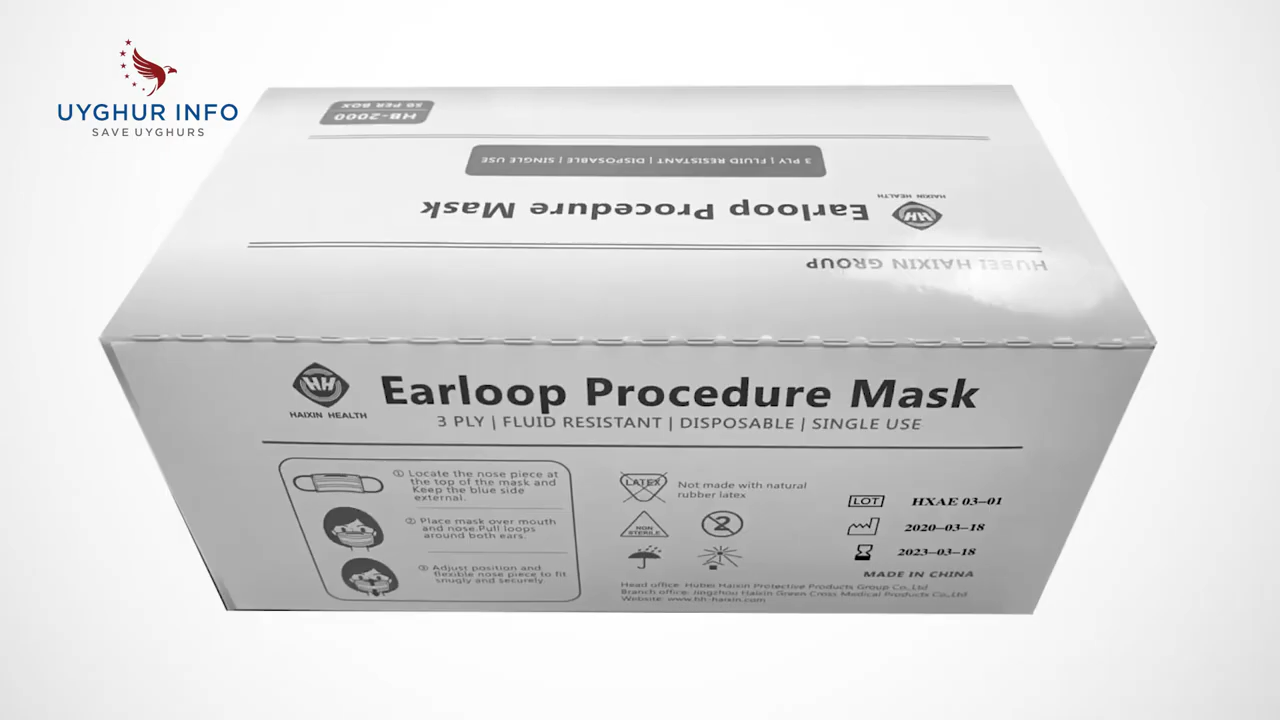 UYGHUR INFO
SAVE UYGHURS
HB-2000
50 PER BOX
3 PLY | FLUID RESISTANT | DISPOSABLE | SINGLE USE
Earloop Procedure Mask
HH
HAIXIN HEALTH
HUBEI HAIXIN GROUP
HH
HAIXIN HEALTH
Earloop Procedure Mask
3 PLY | FLUID RESISTANT | DISPOSABLE | SINGLE USE
① Locate the nose piece at
the top of the mask and
Keep the blue side
external.
② Place mask over mouth
and nose.Pull loops
around both ears.
③ Adjust position and
flexible nose piece to fit
snugly and securely.
LATEX
Not made with natural
rubber latex
NON
STERILE
2
LOT HXAE 03-01
2020-03-18
2023-03-18
MADE IN CHINA
Head office: Hubei Haixin Protective Products Group Co.,Ltd
Branch office: Jingzhou Haixin Green Cross Medical Products Co.,Ltd
Website: www.hh-haixin.com